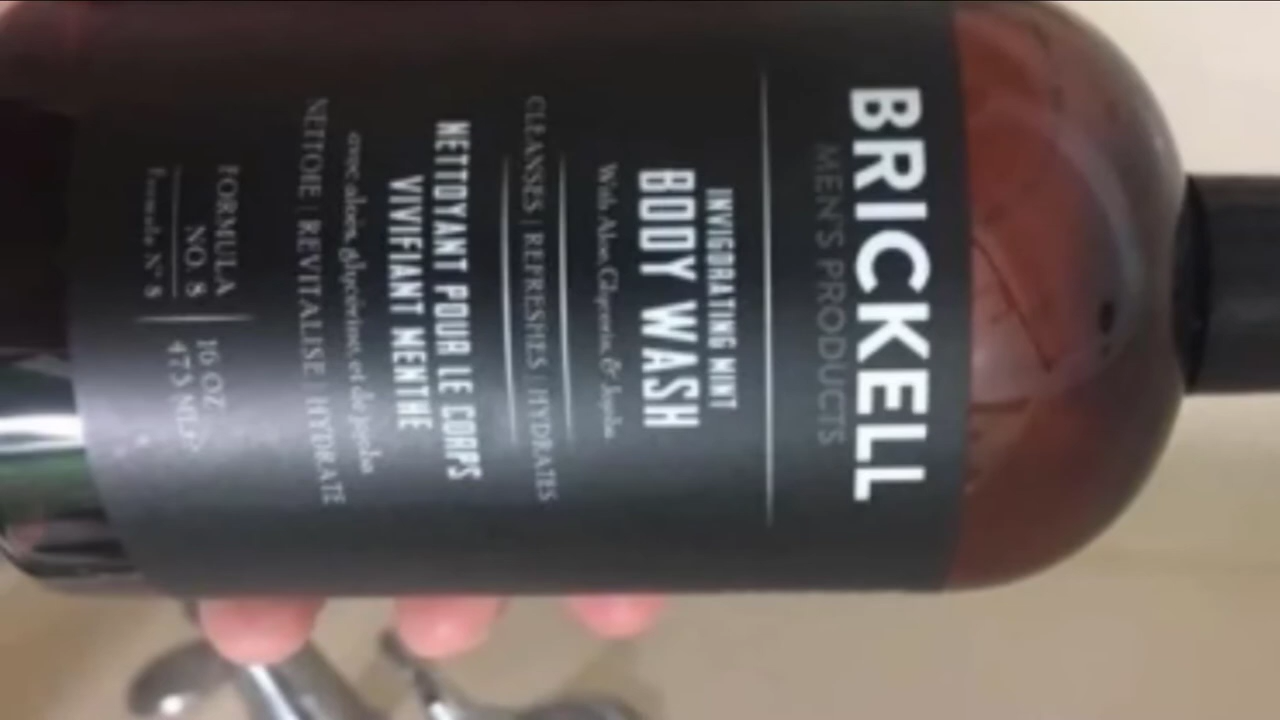 BRICKELL
MEN'S PRODUCTS
INVIGORATING MINT
BODY WASH
With Aloe, Glycerin, & Jojoba
CLEANSES | REFRESHES | HYDRATES
NETTOYANT POUR LE CORPS
VIVIFIANT MENTHE
avec aloès, glycérine, et de jojoba
NETTOIE | REVITALISE | HYDRATE
FORMULA
NO. 8
Formule N° 8
16 OZ
473 ML℮